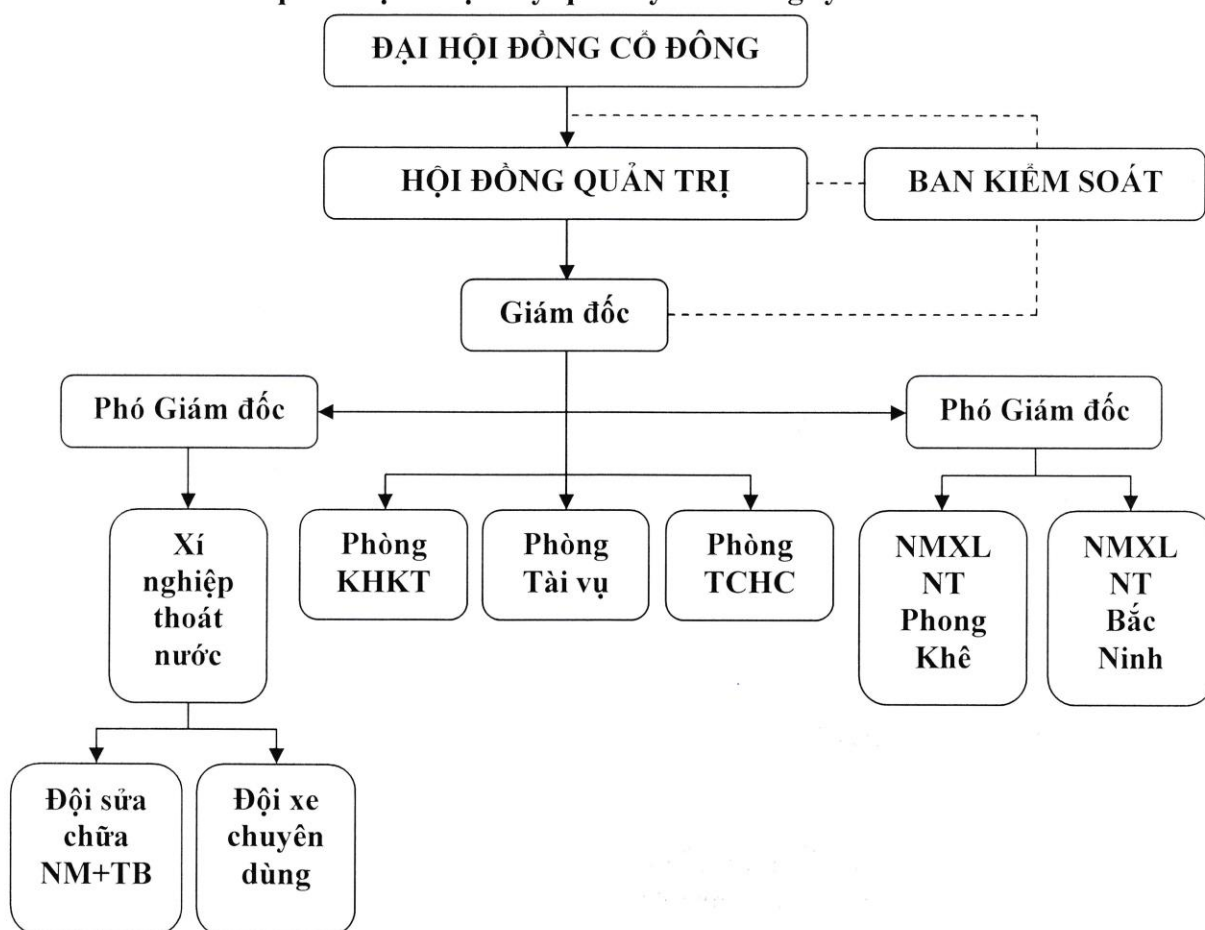 ĐẠI HỘI ĐỒNG CỔ ĐÔNG
HỘI ĐỒNG QUẢN TRỊ
BAN KIỂM SOÁT
Giám đốc
Phó Giám đốc
Phó Giám đốc
Xí
nghiệp
thoát
nước
Phòng
KHKT
Phòng
Tài vụ
Phòng
TCHC
NMXL
NT
Phong
Khê
NMXL
NT
Bắc
Ninh
Đội sửa
chữa
NM+TB
Đội xe
chuyên
dùng